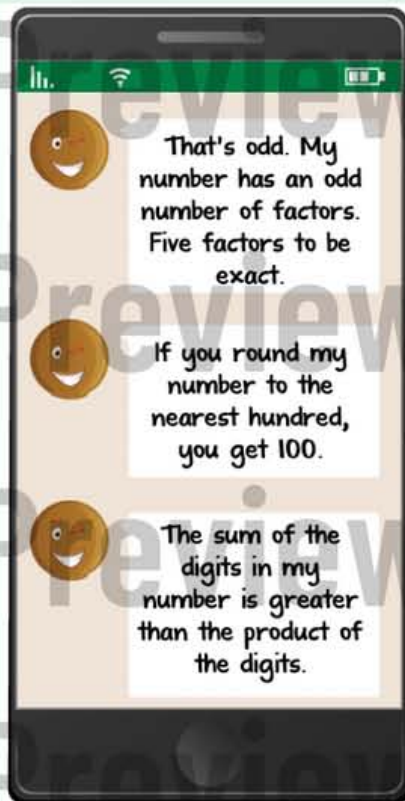 Preview
That's odd. My
number has an odd
number of factors.
Five factors to be
exact.
Preview
If you round my
number to the
nearest hundred,
you get 100.
Preview
The sum of the
digits in my
number is greater
than the product of
the digits.
Preview